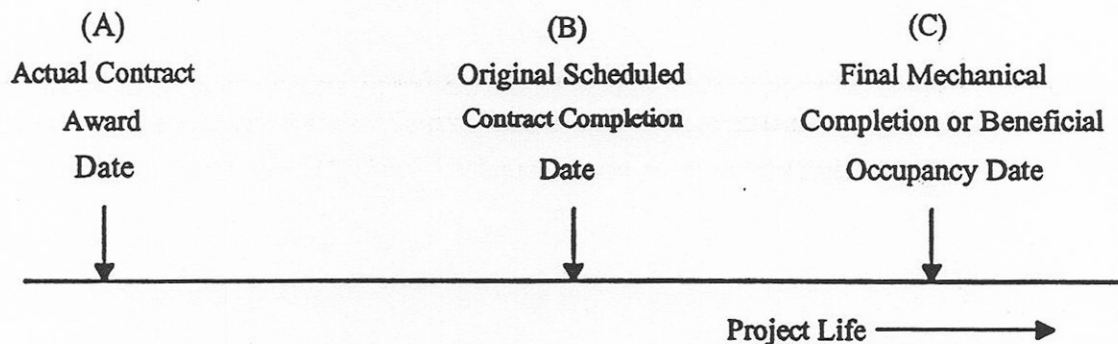 (A)
Actual Contract
Award
Date
(B)
Original Scheduled
Contract Completion
Date
(C)
Final Mechanical
Completion or Beneficial
Occupancy Date
Project Life